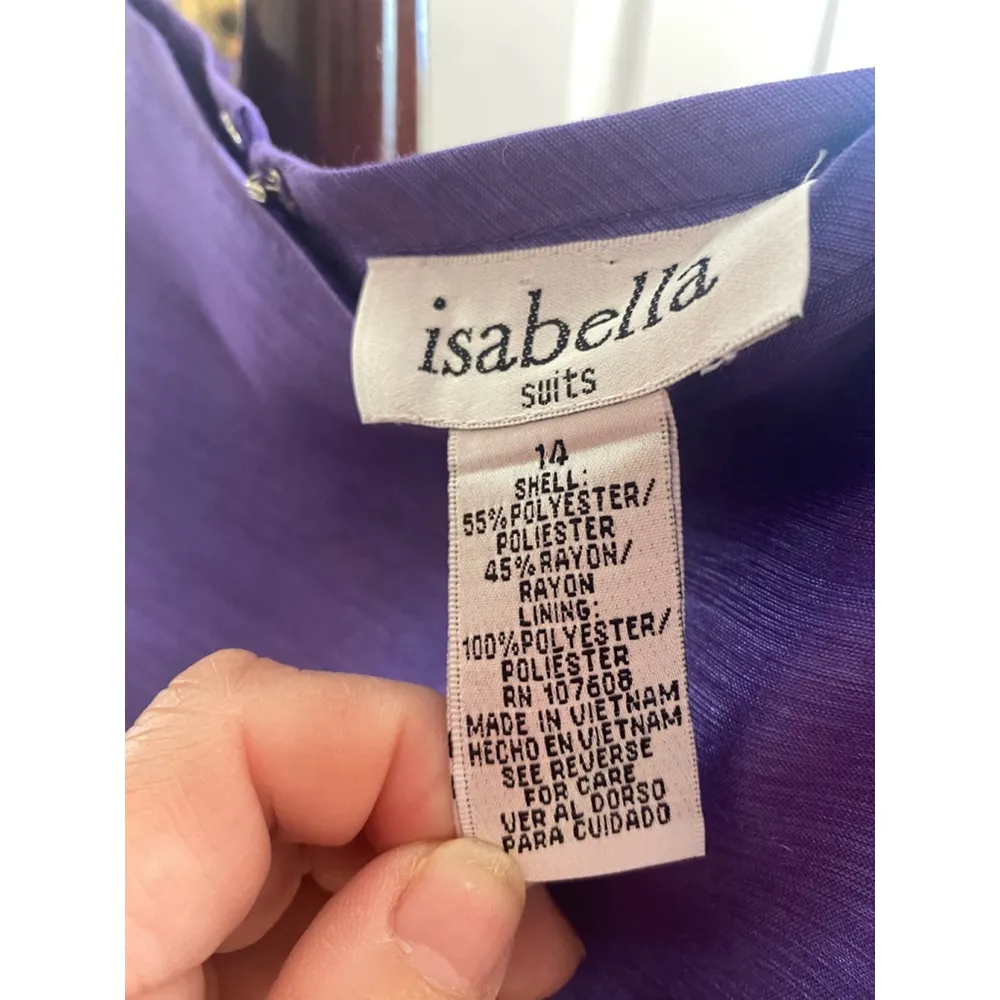 isabella
suits
14
SHELL:
55%POLYESTER/
POLIESTER
45%RAYON/
RAYON
LINING:
100%POLYESTER/
POLIESTER
RN 107608
MADE IN VIETNAM
HECHO EN VIETNAM
SEE REVERSE
FOR CARE
VER AL DORSO
PARA CUIDADO